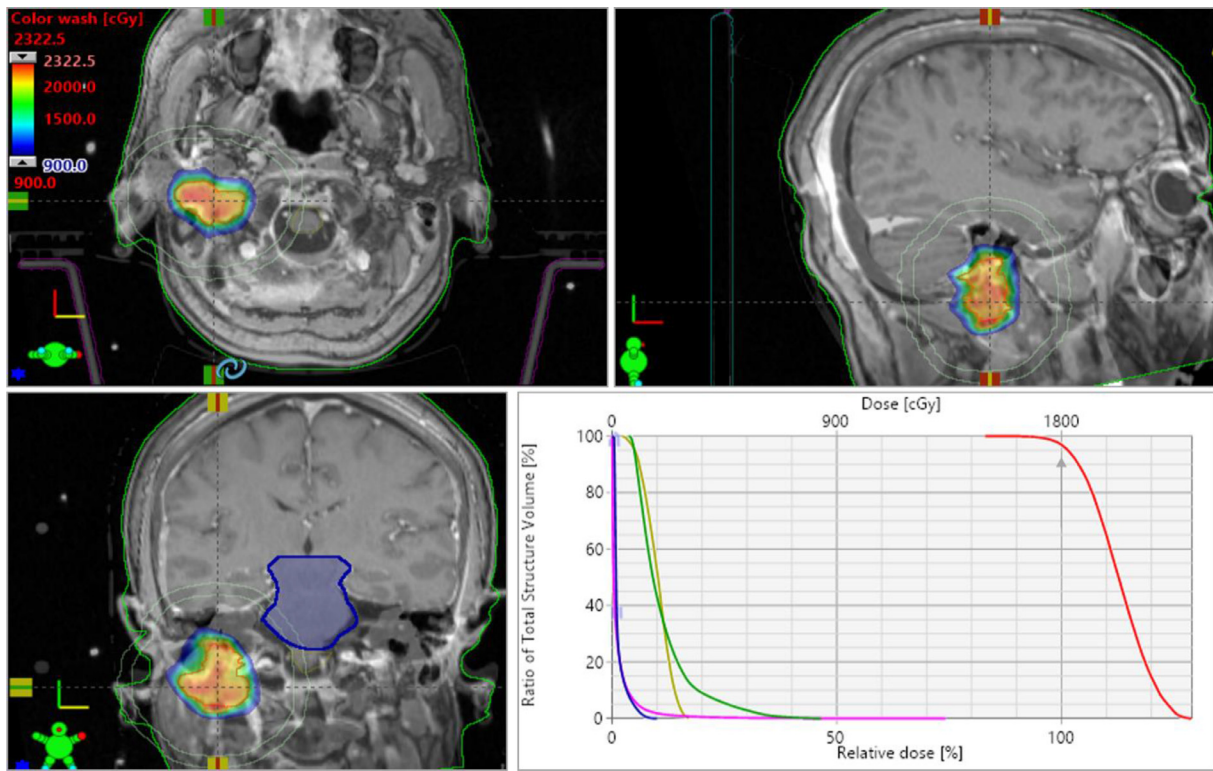 Color wash [cGy]
2322.5
2322.5
2000.0
1500.0
900.0
900.0
Dose [cGy]
0 900 1800
Ratio of Total Structure Volume [%]
100
80
60
40
20
0
0 50 100
Relative dose [%]